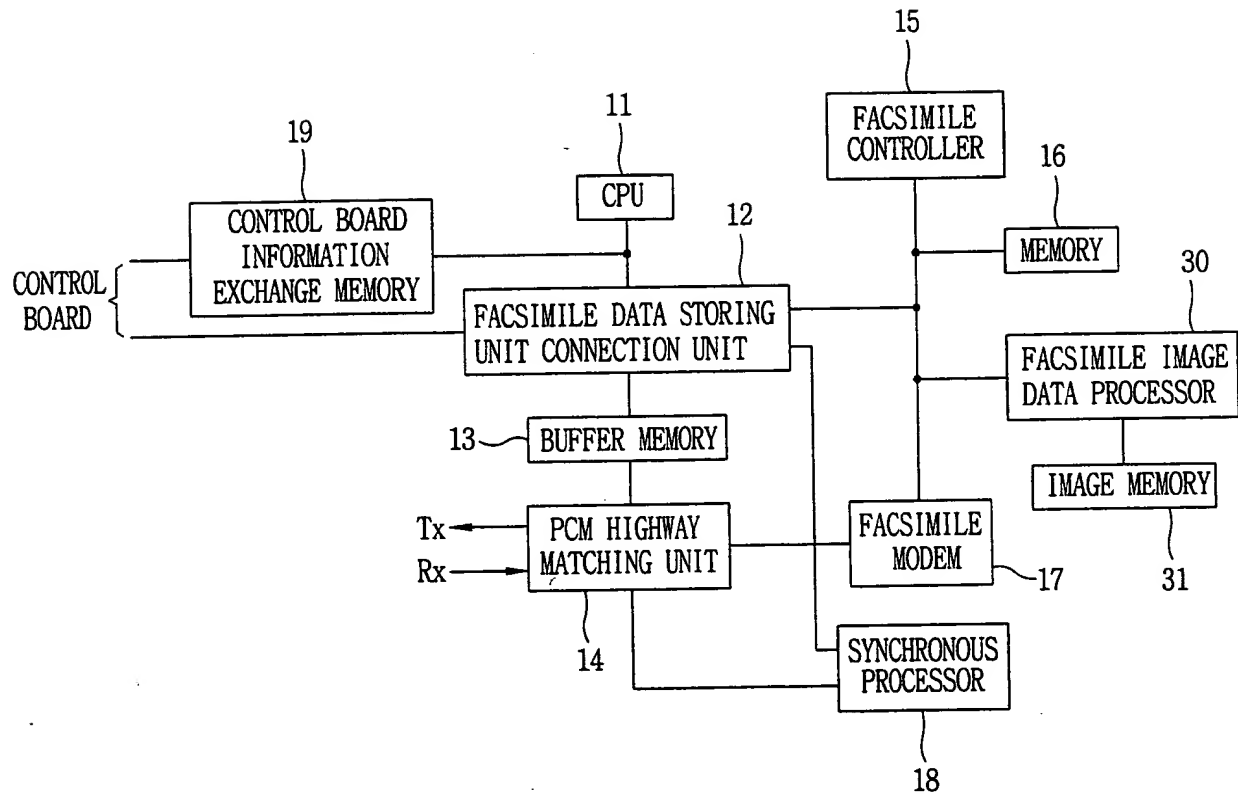 15
FACSIMILE
CONTROLLER
11
CPU
19
CONTROL BOARD
INFORMATION
EXCHANGE MEMORY
16
MEMORY
12
CONTROL
BOARD
FACSIMILE DATA STORING
UNIT CONNECTION UNIT
30
FACSIMILE IMAGE
DATA PROCESSOR
13
BUFFER MEMORY
IMAGE MEMORY
31
Tx
Rx
PCM HIGHWAY
MATCHING UNIT
14
FACSIMILE
MODEM
17
SYNCHRONOUS
PROCESSOR
18